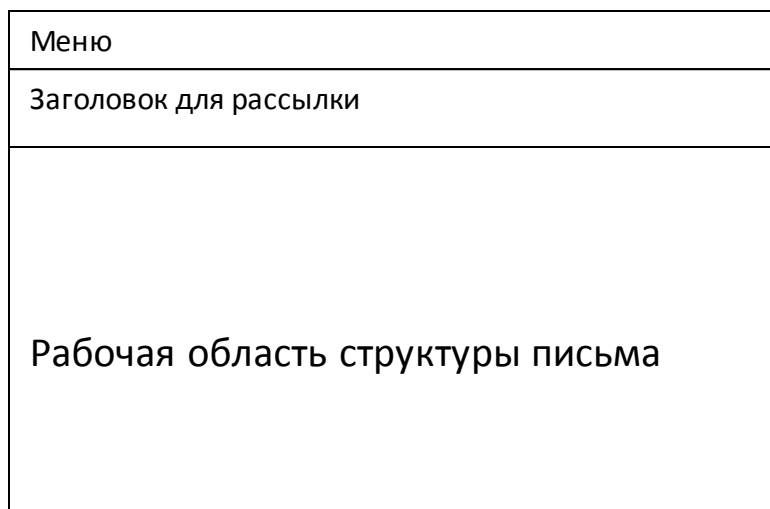 Меню
Заголовок для рассылки
Рабочая область структуры письма